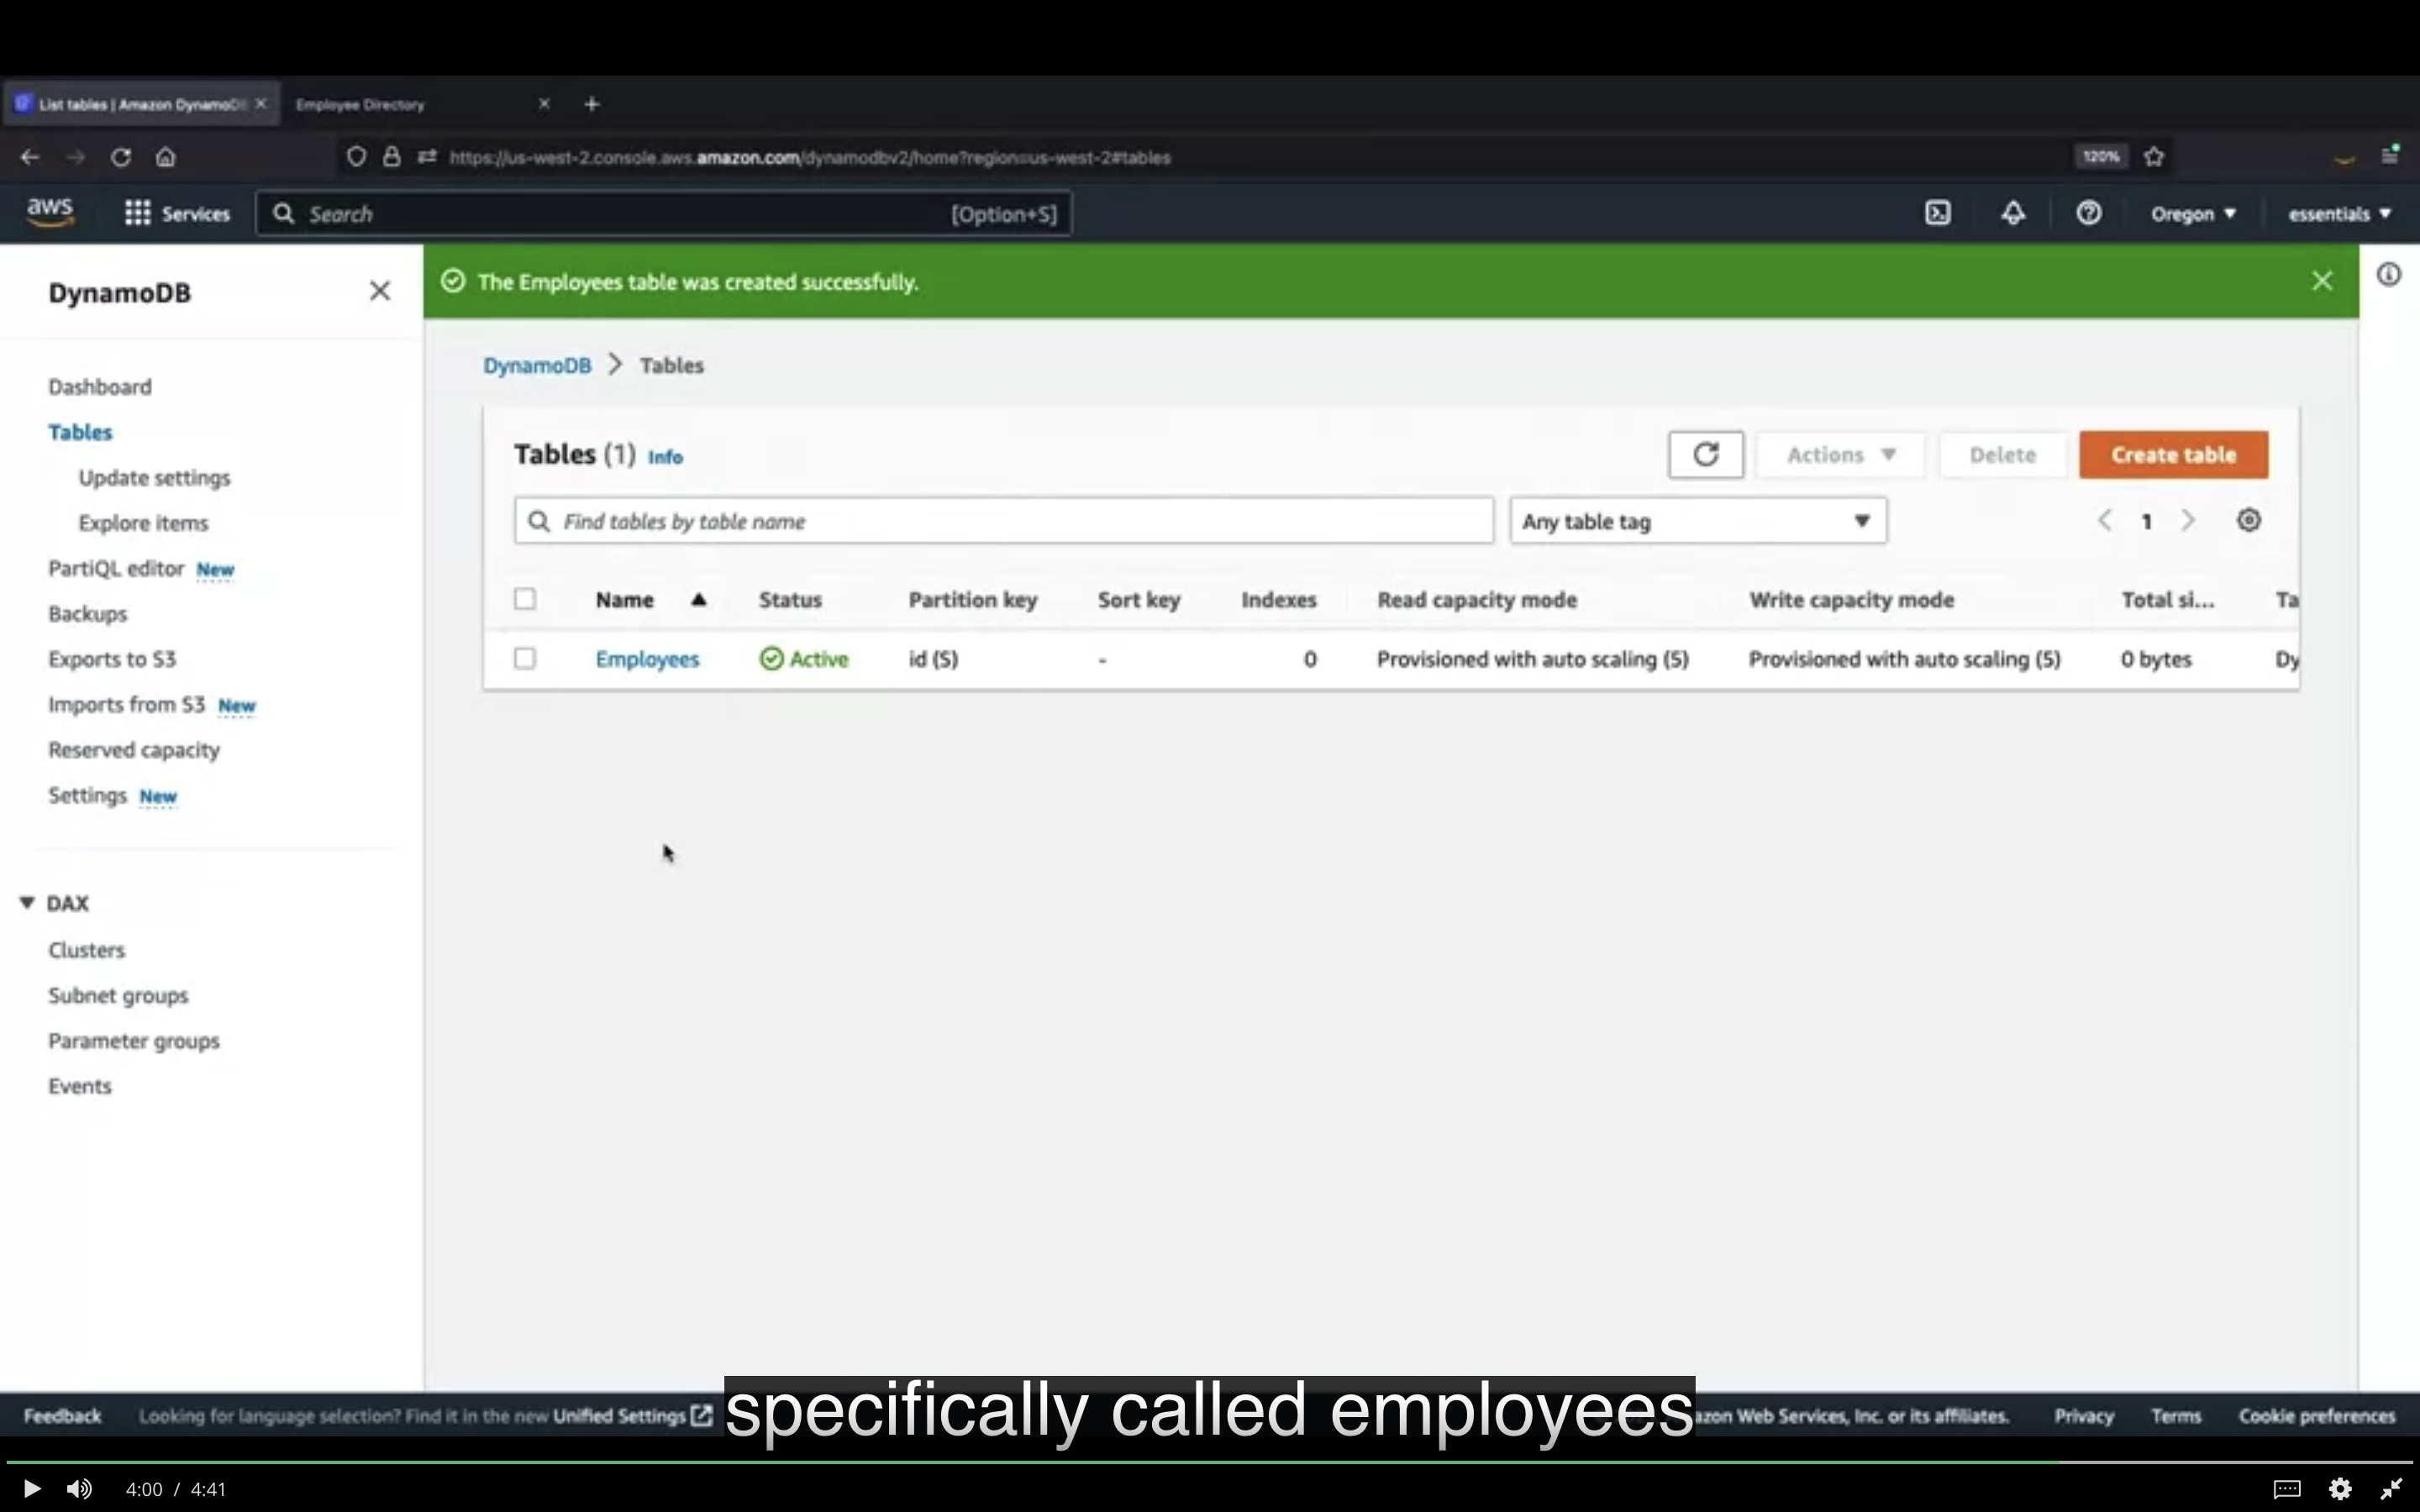 List tables | Amazon DynamoDB
Employee Directory
https://us-west-2.console.aws.amazon.com/dynamodbv2/home?region=us-west-2#tables
120%
aws
Services
Search
[Option+S]
Oregon
essentials
DynamoDB
The Employees table was created successfully.
DynamoDB
Tables
Dashboard
Tables
Update settings
Explore items
PartiQL editor New
Backups
Exports to S3
Imports from S3 New
Reserved capacity
Settings New
DAX
Clusters
Subnet groups
Parameter groups
Events
Tables (1) Info
Actions
Delete
Create table
Find tables by table name
Any table tag
1
Name Status Partition key Sort key Indexes Read capacity mode Write capacity mode Total si... Ta
Employees Active id (S) - 0 Provisioned with auto scaling (5) Provisioned with auto scaling (5) 0 bytes Dy
Feedback Looking for language selection? Find it in the new Unified Settings
specifically called employees
azon Web Services, Inc. or its affiliates. Privacy Terms Cookie preferences
4:00 / 4:41